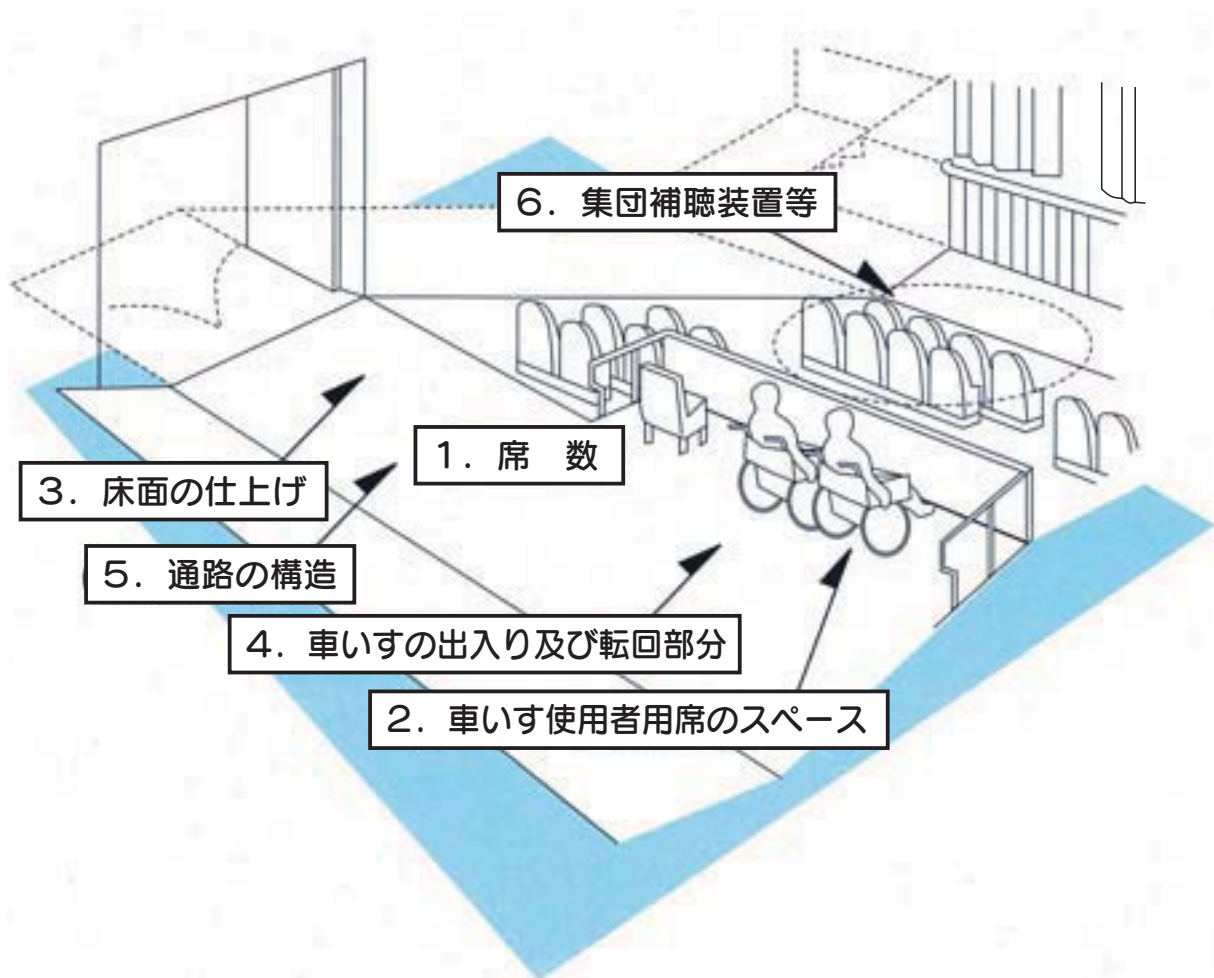 6. 集団補聴装置等
1. 席　数
3. 床面の仕上げ
5. 通路の構造
4. 車いすの出入り及び転回部分
2. 車いす使用者用席のスペース